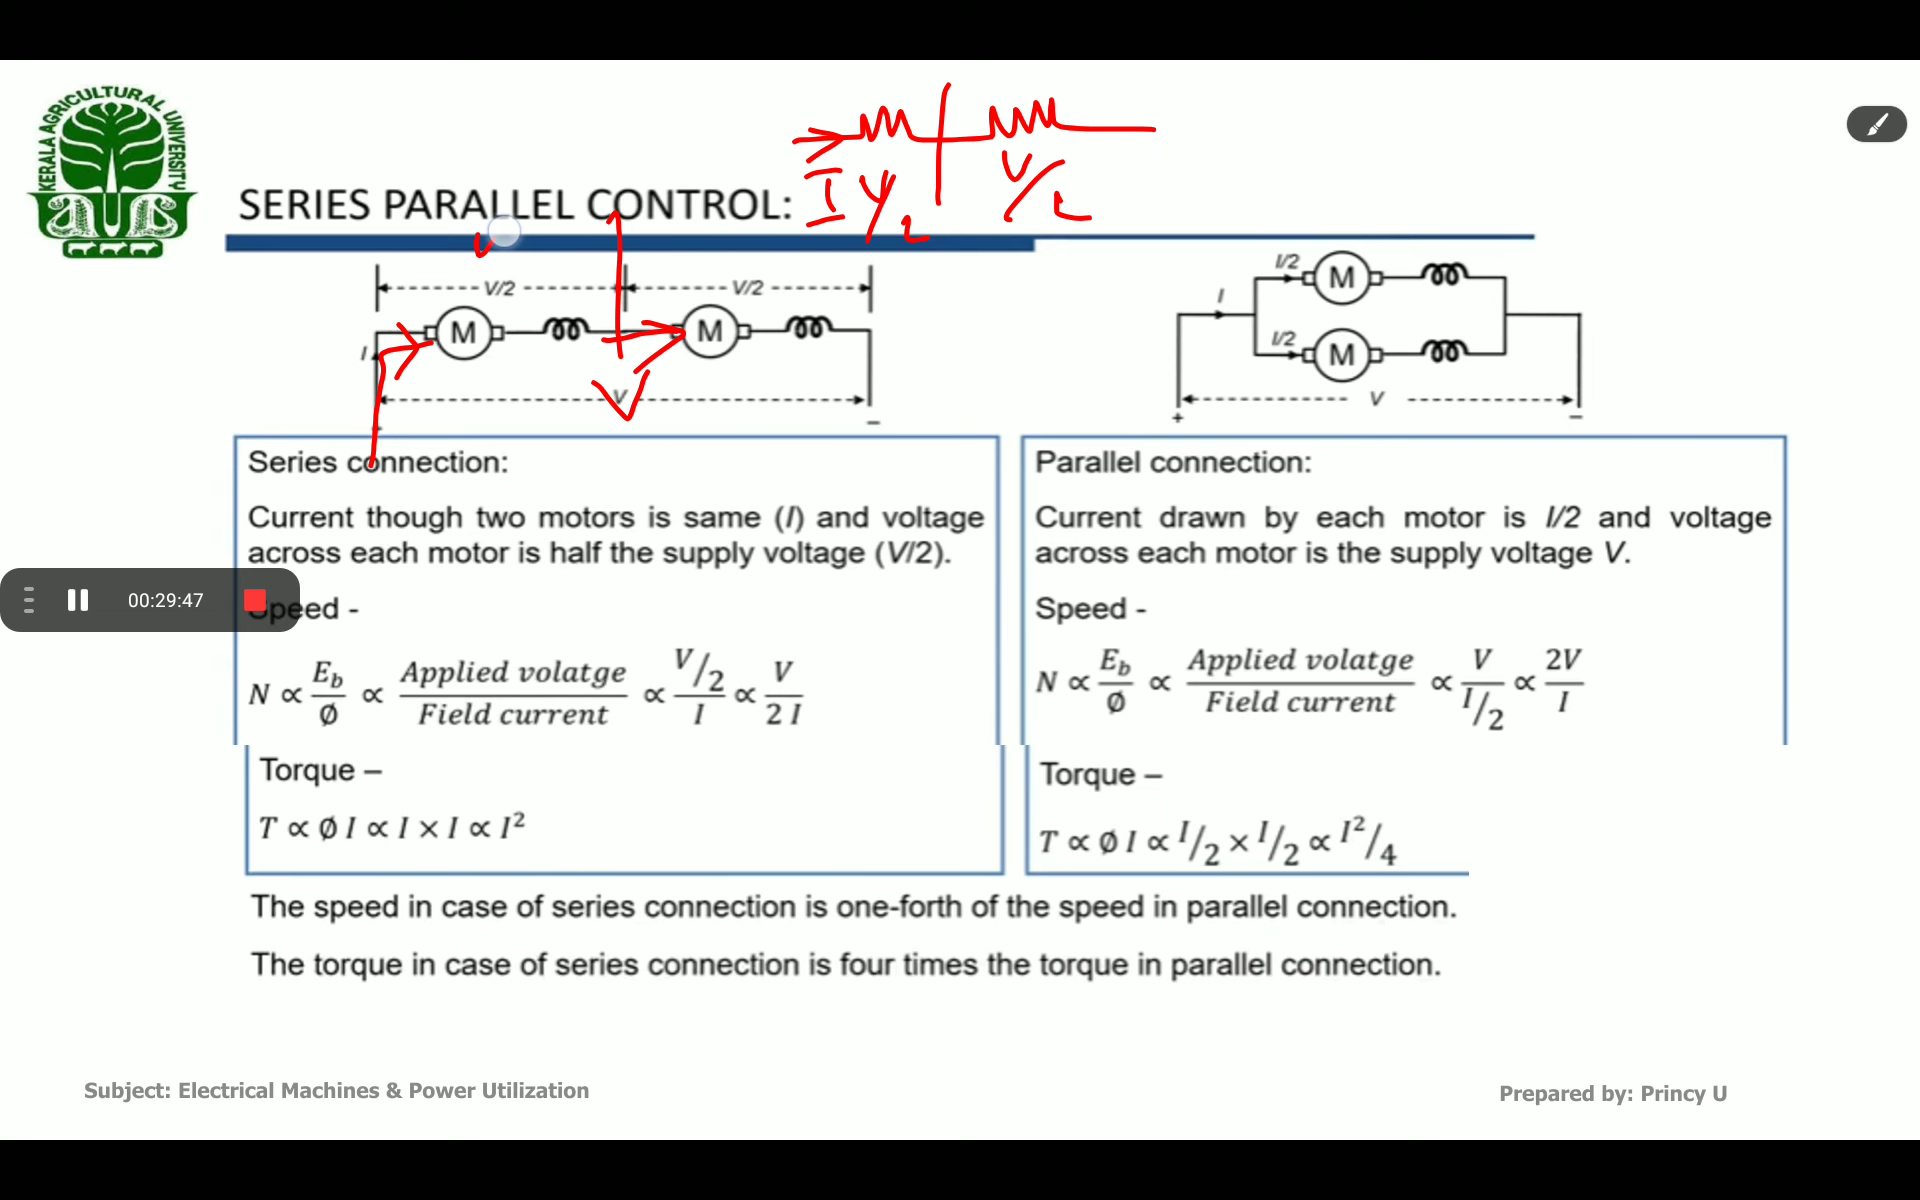 KERALA AGRICULTURAL UNIVERSITY
SERIES PARALLEL CONTROL:
I V/2 V/2
V/2 V/2
M M
I
V
+ −
I/2
M
I
I/2
M
V
+ −
Series connection:
Current though two motors is same (I) and voltage
across each motor is half the supply voltage (V/2).
Speed -
N ∝ E_b/Ø ∝ Applied volatge/Field current ∝ (V/2)/I ∝ V/(2 I)
Torque –
T ∝ Ø I ∝ I × I ∝ I²
Parallel connection:
Current drawn by each motor is I/2 and voltage
across each motor is the supply voltage V.
Speed -
N ∝ E_b/Ø ∝ Applied volatge/Field current ∝ V/(I/2) ∝ 2V/I
Torque –
T ∝ Ø I ∝ I/2 × I/2 ∝ I²/4
The speed in case of series connection is one-forth of the speed in parallel connection.
The torque in case of series connection is four times the torque in parallel connection.
00:29:47
Subject: Electrical Machines & Power Utilization
Prepared by: Princy U